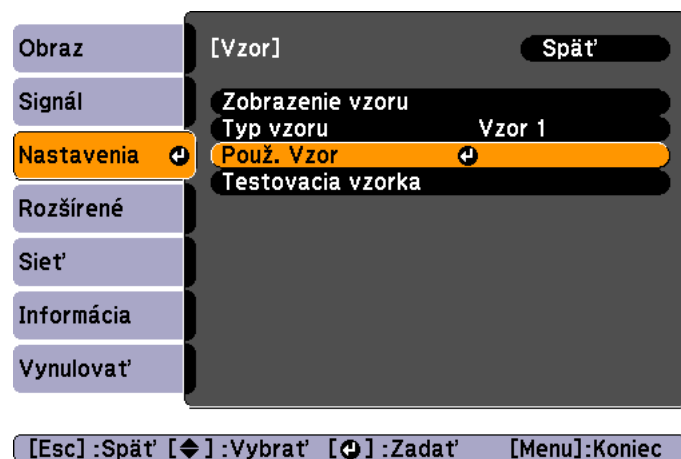 Obraz
Signál
Nastavenia
Rozšírené
Sieť
Informácia
Vynulovať
[Vzor] Späť
Zobrazenie vzoru
Typ vzoru Vzor 1
Použ. Vzor
Testovacia vzorka
[Esc] :Späť [◆] :Vybrať [⏎] :Zadať [Menu]:Koniec